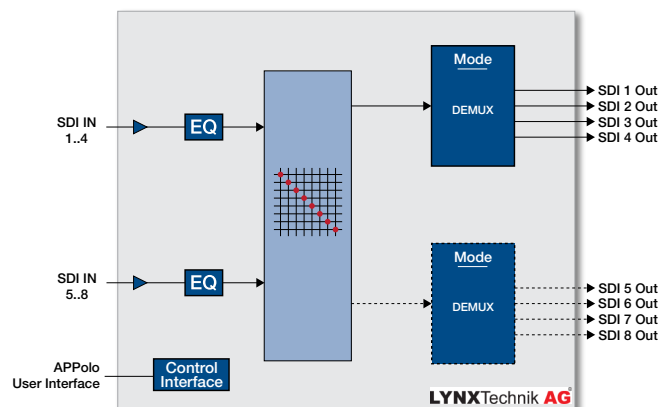 Mode
DEMUX
SDI 1 Out
SDI 2 Out
SDI 3 Out
SDI 4 Out
SDI IN
1..4
EQ
SDI IN
5..8
EQ
Mode
DEMUX
SDI 5 Out
SDI 6 Out
SDI 7 Out
SDI 8 Out
APPolo
User Interface
Control
Interface
LYNXTechnik AG®